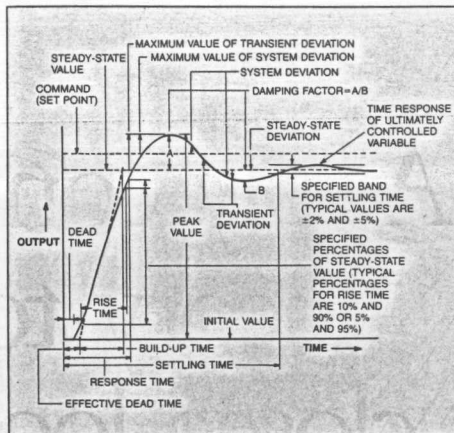 MAXIMUM VALUE OF TRANSIENT DEVIATION
STEADY-STATE
VALUE
MAXIMUM VALUE OF SYSTEM DEVIATION
SYSTEM DEVIATION
COMMAND
(SET POINT)
DAMPING FACTOR=A/B
STEADY-STATE
DEVIATION
TIME RESPONSE
OF ULTIMATELY
CONTROLLED
VARIABLE
A
B
SPECIFIED BAND
FOR SETTLING TIME
(TYPICAL VALUES ARE
±2% AND ±5%)
OUTPUT
DEAD
TIME
PEAK
VALUE
TRANSIENT
DEVIATION
SPECIFIED
PERCENTAGES
OF STEADY-STATE
VALUE (TYPICAL
PERCENTAGES
FOR RISE TIME
ARE 10% AND
90% OR 5%
AND 95%)
RISE
TIME
INITIAL VALUE
BUILD-UP TIME
TIME
SETTLING TIME
RESPONSE TIME
EFFECTIVE DEAD TIME